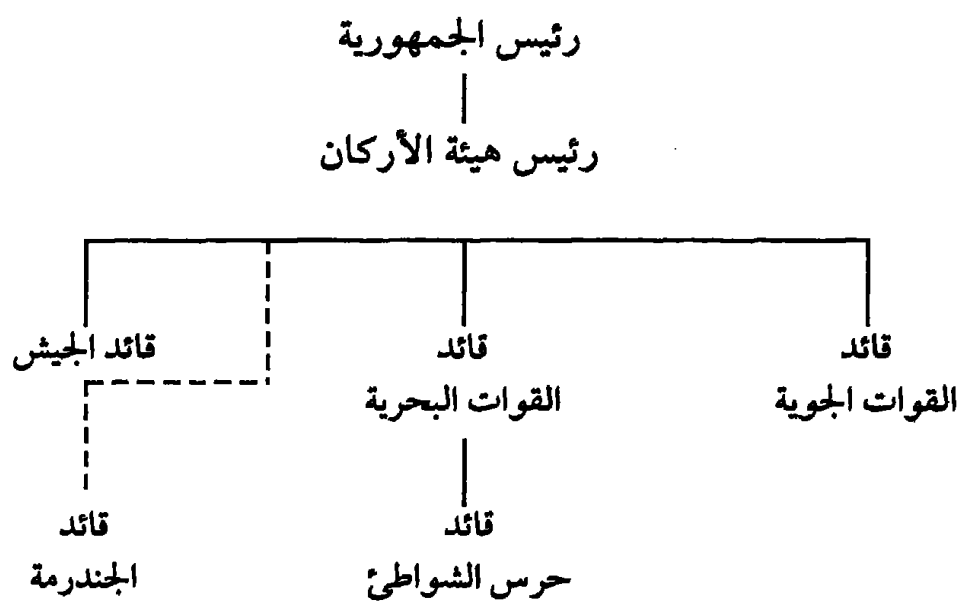 رئيس الجمهورية
رئيس هيئة الأركان
قائد
القوات الجوية
قائد
القوات البحرية
قائد الجيش
قائد
حرس الشواطئ
قائد
الجندرمة